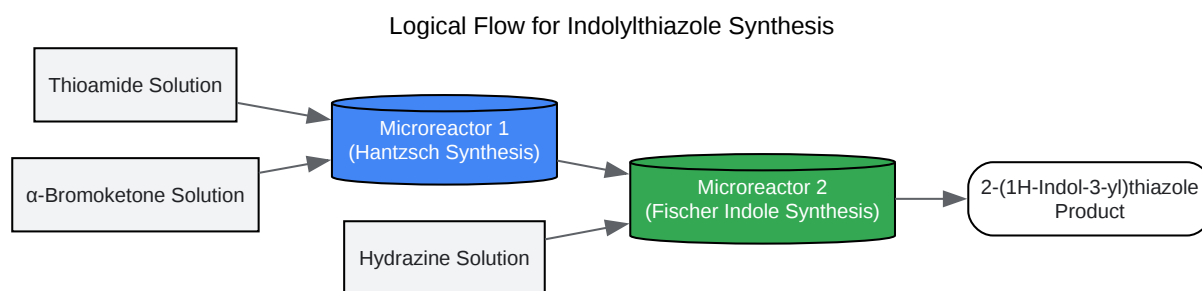 Logical Flow for Indolylthiazole Synthesis
Thioamide Solution
α-Bromoketone Solution
Microreactor 1
(Hantzsch Synthesis)
Hydrazine Solution
Microreactor 2
(Fischer Indole Synthesis)
2-(1H-Indol-3-yl)thiazole
Product